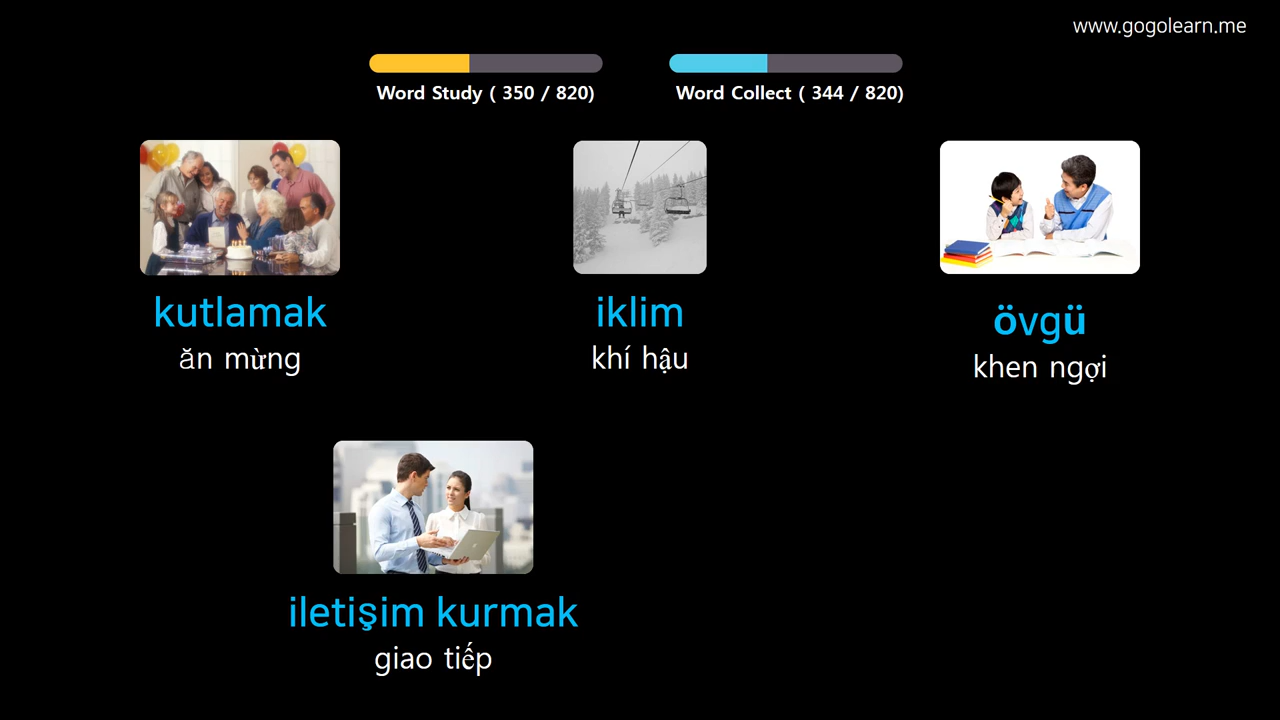 www.gogolearn.me
Word Study ( 350 / 820)
Word Collect ( 344 / 820)
kutlamak
ăn mừng
iklim
khí hậu
övgü
khen ngợi
iletişim kurmak
giao tiếp